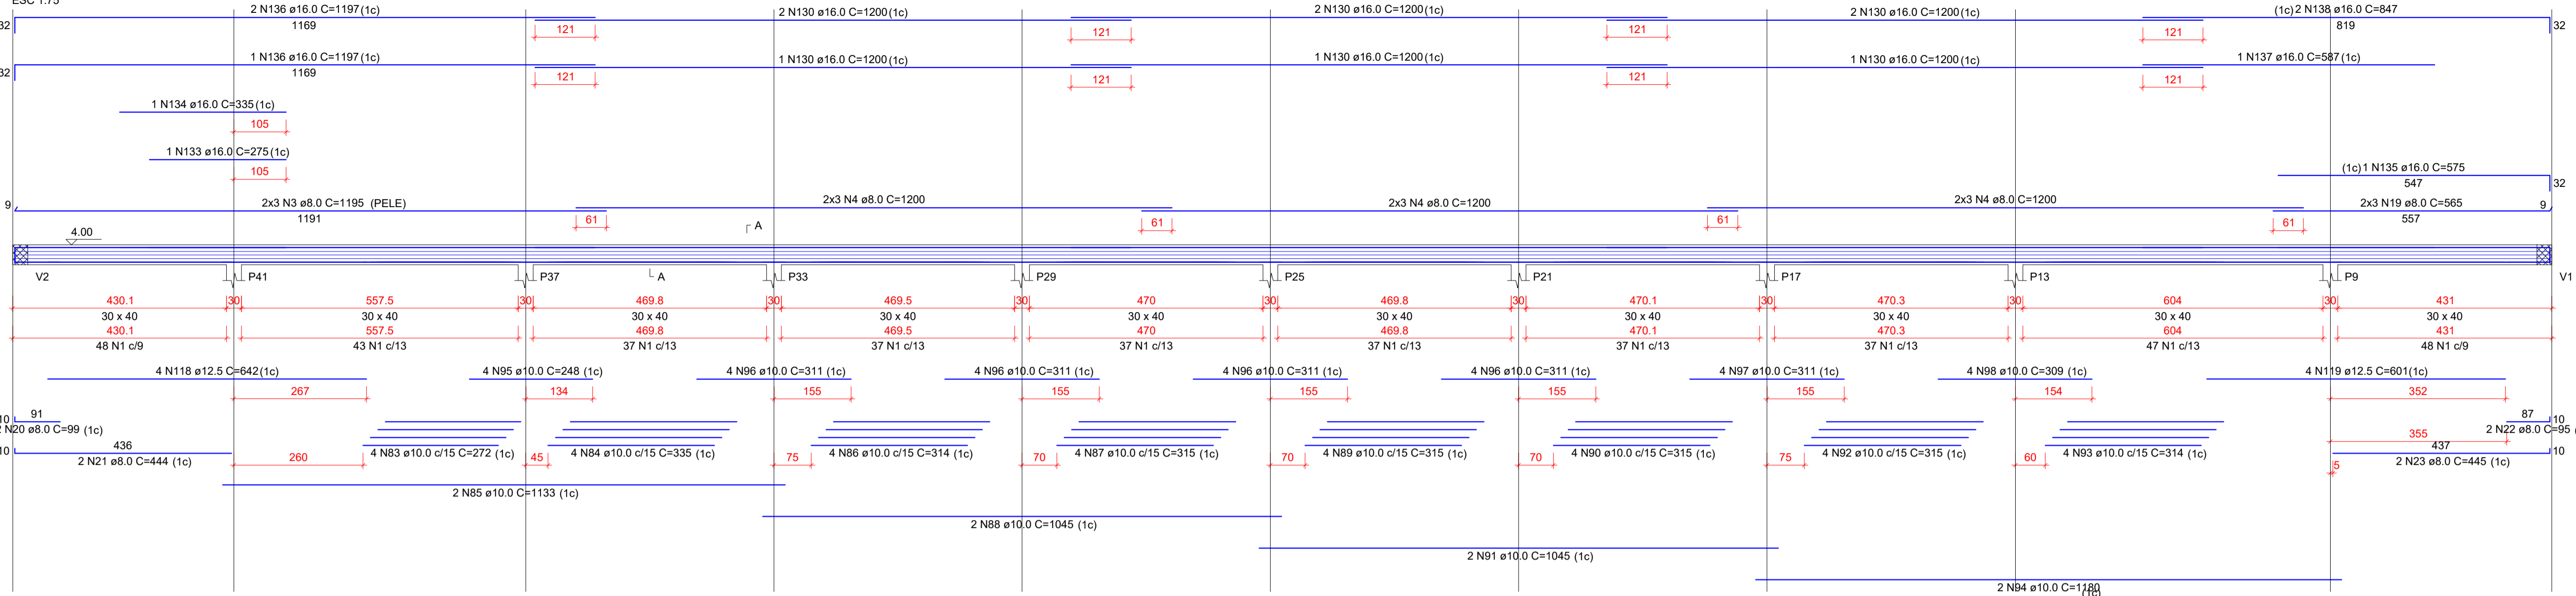 ESC 1:75
2 N136 ø16.0 C=1197(1c)
2 N130 ø16.0 C=1200(1c)
2 N130 ø16.0 C=1200(1c)
2 N130 ø16.0 C=1200(1c)
(1c)2 N138 ø16.0 C=847
32
1169
121
121
121
121
819
32
1 N136 ø16.0 C=1197(1c)
1 N130 ø16.0 C=1200(1c)
1 N130 ø16.0 C=1200(1c)
1 N130 ø16.0 C=1200(1c)
1 N137 ø16.0 C=587(1c)
32
1169
121
121
121
121
1 N134 ø16.0 C=335(1c)
105
1 N133 ø16.0 C=275(1c)
105
(1c)1 N135 ø16.0 C=575
547
32
9
2x3 N3 ø8.0 C=1195 (PELE)
2x3 N4 ø8.0 C=1200
2x3 N4 ø8.0 C=1200
2x3 N4 ø8.0 C=1200
2x3 N19 ø8.0 C=565
9
1191
61
61
61
61
557
A
4.00
V2
P41
P37
A
P33
P29
P25
P21
P17
P13
P9
V1
430.1
30
557.5
30
469.8
30
469.5
30
470
30
469.8
30
470.1
30
470.3
30
604
30
431
30 x 40
30 x 40
30 x 40
30 x 40
30 x 40
30 x 40
30 x 40
30 x 40
30 x 40
30 x 40
430.1
557.5
469.8
469.5
470
469.8
470.1
470.3
604
431
48 N1 c/9
43 N1 c/13
37 N1 c/13
37 N1 c/13
37 N1 c/13
37 N1 c/13
37 N1 c/13
37 N1 c/13
47 N1 c/13
48 N1 c/9
4 N118 ø12.5 C=642(1c)
4 N95 ø10.0 C=248 (1c)
4 N96 ø10.0 C=311 (1c)
4 N96 ø10.0 C=311 (1c)
4 N96 ø10.0 C=311 (1c)
4 N96 ø10.0 C=311 (1c)
4 N97 ø10.0 C=311 (1c)
4 N98 ø10.0 C=309 (1c)
4 N119 ø12.5 C=601(1c)
267
134
155
155
155
155
155
154
352
10
91
2 N20 ø8.0 C=99 (1c)
87
10
2 N22 ø8.0 C=95
10
436
2 N21 ø8.0 C=444 (1c)
260
4 N83 ø10.0 c/15 C=272 (1c)
45
4 N84 ø10.0 c/15 C=335 (1c)
75
4 N86 ø10.0 c/15 C=314 (1c)
70
4 N87 ø10.0 c/15 C=315 (1c)
70
4 N89 ø10.0 c/15 C=315 (1c)
70
4 N90 ø10.0 c/15 C=315 (1c)
75
4 N92 ø10.0 c/15 C=315 (1c)
60
4 N93 ø10.0 c/15 C=314 (1c)
355
5
437
10
2 N23 ø8.0 C=445 (1c)
2 N85 ø10.0 C=1133 (1c)
2 N88 ø10.0 C=1045 (1c)
2 N91 ø10.0 C=1045 (1c)
2 N94 ø10.0 C=1180
(1c)